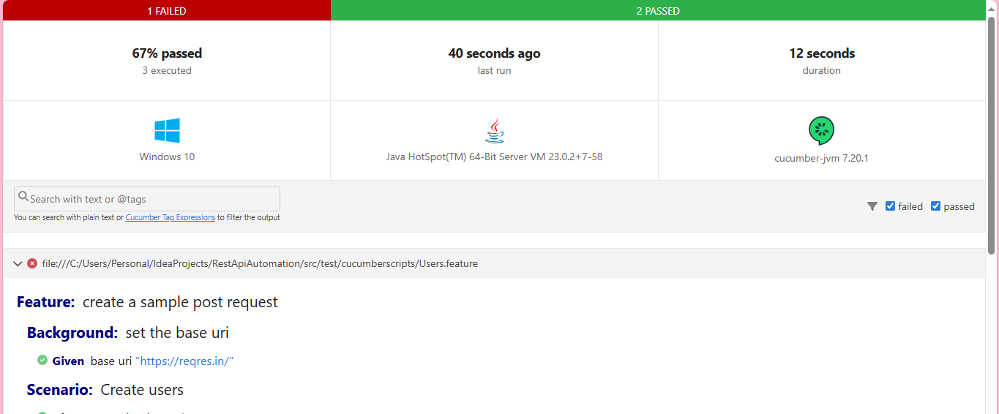 1 FAILED
2 PASSED
67% passed
3 executed
40 seconds ago
last run
12 seconds
duration
Windows 10
Java HotSpot(TM) 64-Bit Server VM 23.0.2+7-58
cucumber-jvm 7.20.1
Search with text or @tags
You can search with plain text or Cucumber Tag Expressions to filter the output
failed
passed
file:///C:/Users/Personal/IdeaProjects/RestApiAutomation/src/test/cucumberscripts/Users.feature
Feature: create a sample post request
Background: set the base uri
Given base uri "https://reqres.in/"
Scenario: Create users